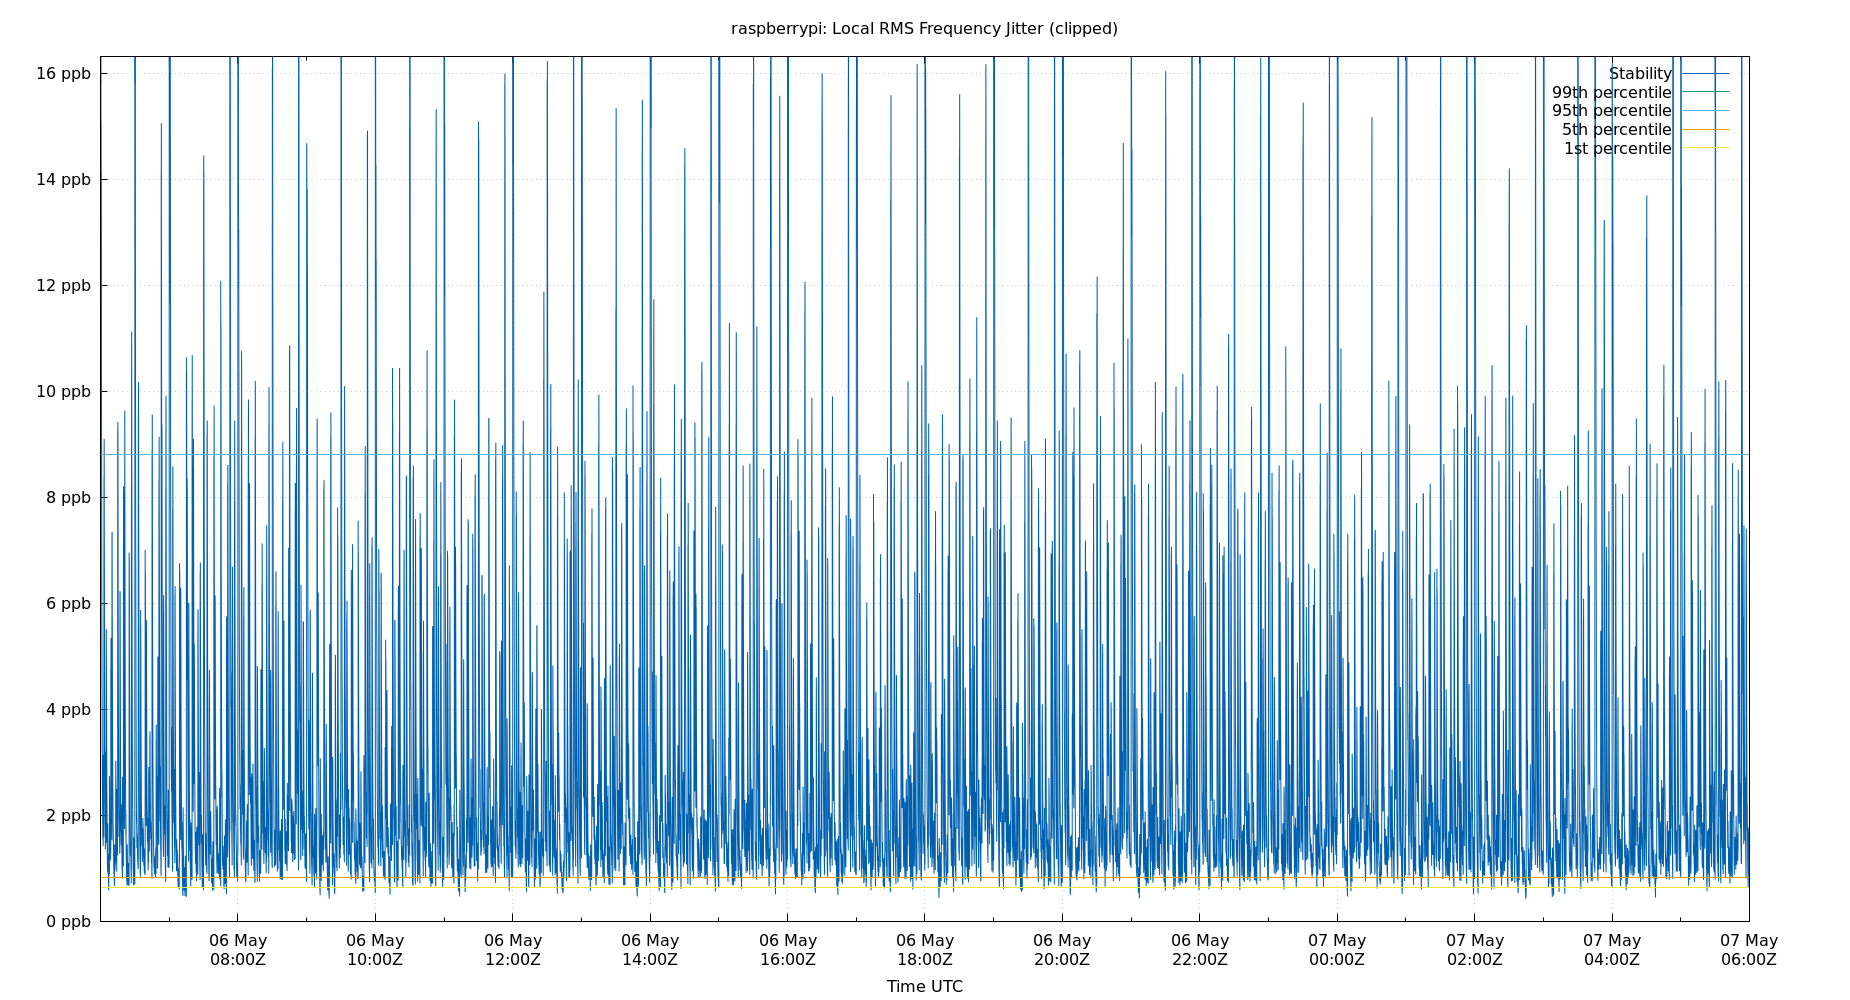 raspberrypi: Local RMS Frequency Jitter (clipped)
16 ppb
14 ppb
12 ppb
10 ppb
8 ppb
6 ppb
4 ppb
2 ppb
0 ppb
Stability
99th percentile
95th percentile
5th percentile
1st percentile
06 May 06 May 06 May 06 May 06 May 06 May 06 May 06 May 07 May 07 May 07 May 07 May
08:00Z 10:00Z 12:00Z 14:00Z 16:00Z 18:00Z 20:00Z 22:00Z 00:00Z 02:00Z 04:00Z 06:00Z
Time UTC